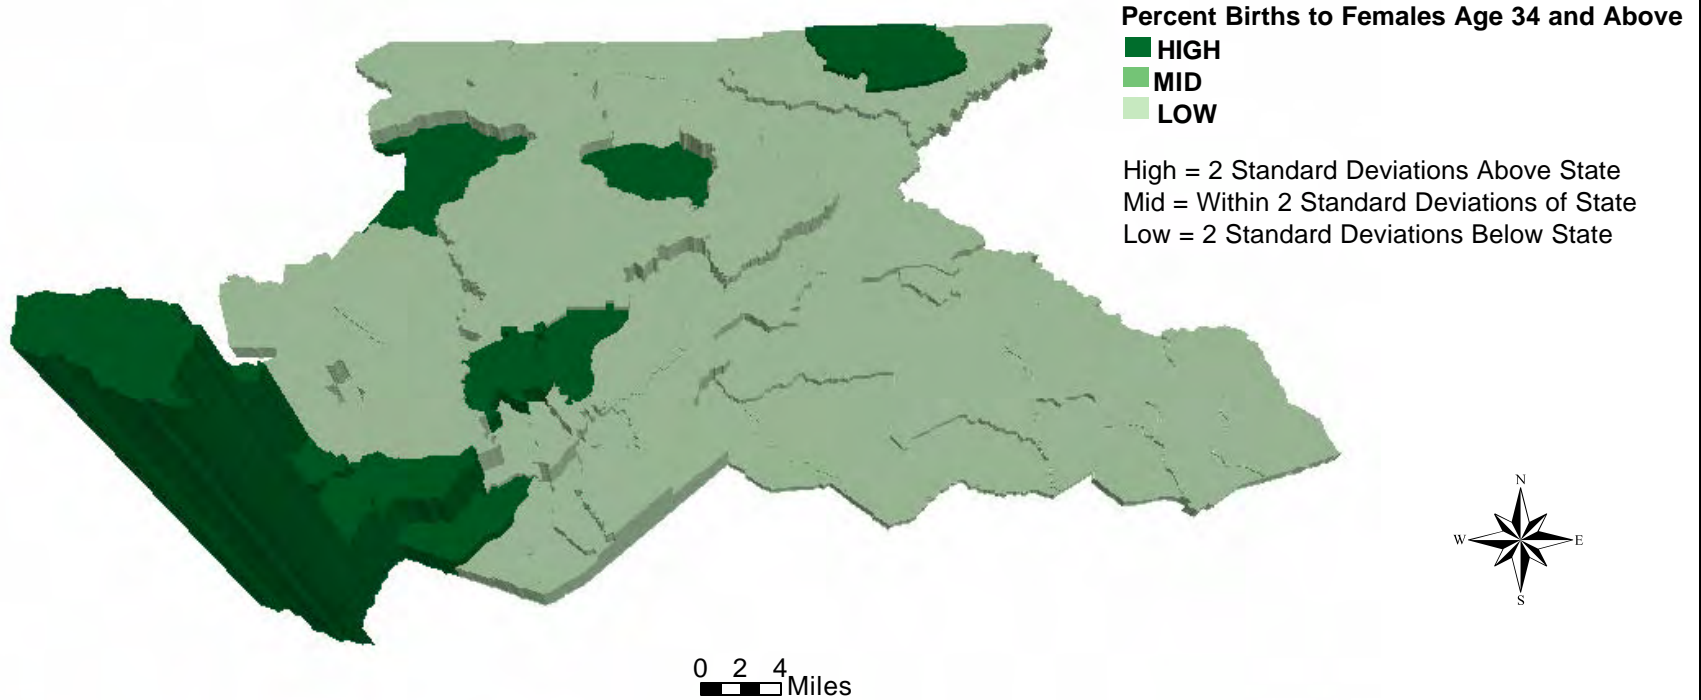 Percent Births to Females Age 34 and Above
HIGH
MID
LOW
High = 2 Standard Deviations Above State
Mid = Within 2 Standard Deviations of State
Low = 2 Standard Deviations Below State
N
W E
S
0 2 4
Miles